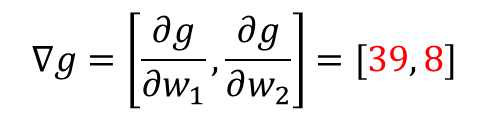 ∇g = [∂g/∂w₁, ∂g/∂w₂] = [39, 8]